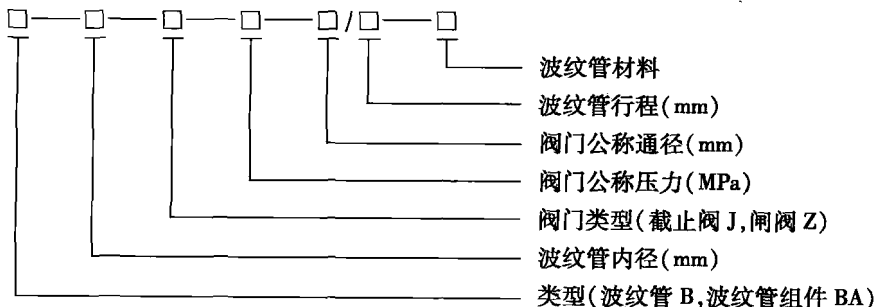 □—□—□—□—□/□—□
波纹管材料
波纹管行程(mm)
阀门公称通径(mm)
阀门公称压力(MPa)
阀门类型(截止阀 J,闸阀 Z)
波纹管内径(mm)
类型(波纹管 B,波纹管组件 BA)